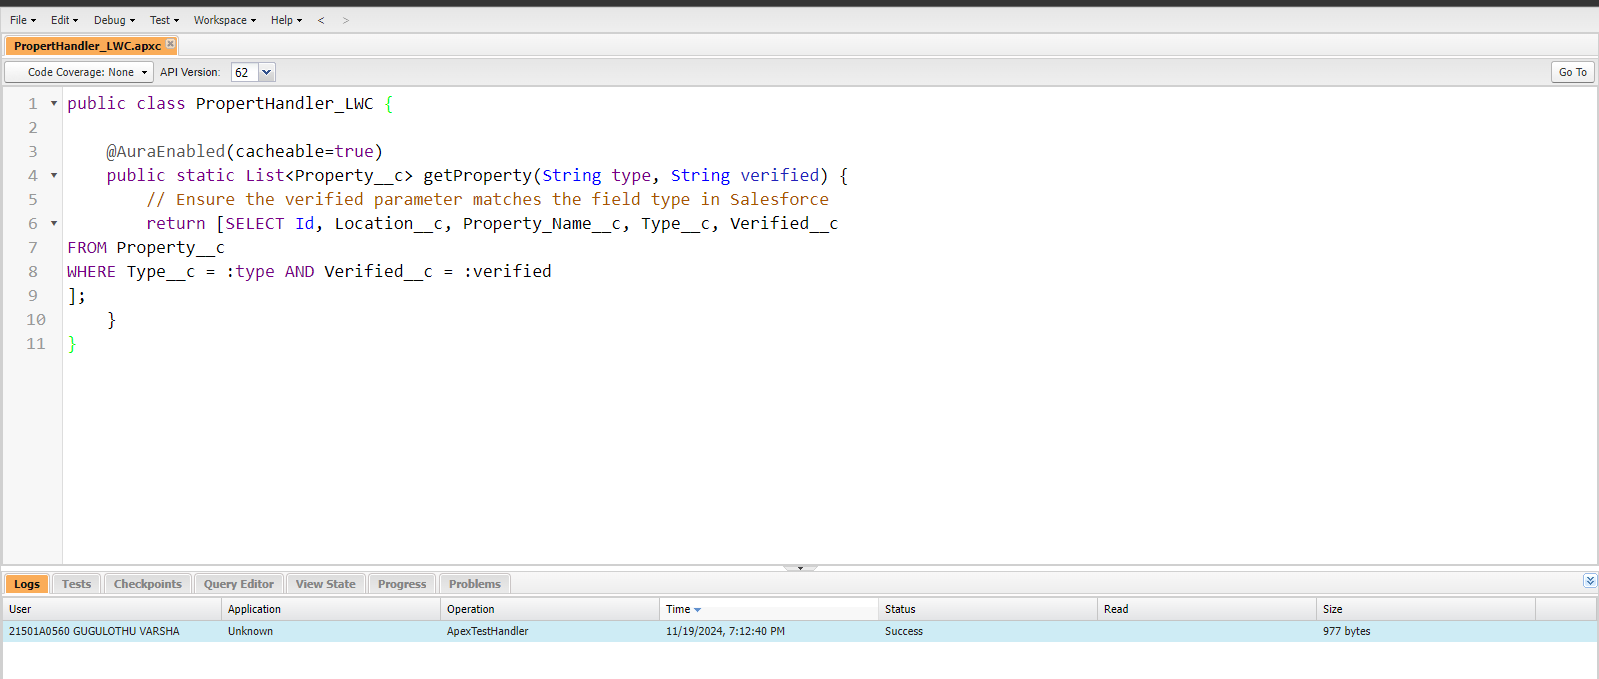 File Edit Debug Test Workspace Help < >
PropertHandler_LWC.apxc
Code Coverage: None API Version: 62 Go To
1 public class PropertHandler_LWC {
2
3 @AuraEnabled(cacheable=true)
4 public static List<Property__c> getProperty(String type, String verified) {
5 // Ensure the verified parameter matches the field type in Salesforce
6 return [SELECT Id, Location__c, Property_Name__c, Type__c, Verified__c
7 FROM Property__c
8 WHERE Type__c = :type AND Verified__c = :verified
9 ];
10 }
11 }
Logs Tests Checkpoints Query Editor View State Progress Problems
User Application Operation Time Status Read Size
21501A0560 GUGULOTHU VARSHA Unknown ApexTestHandler 11/19/2024, 7:12:40 PM Success 977 bytes